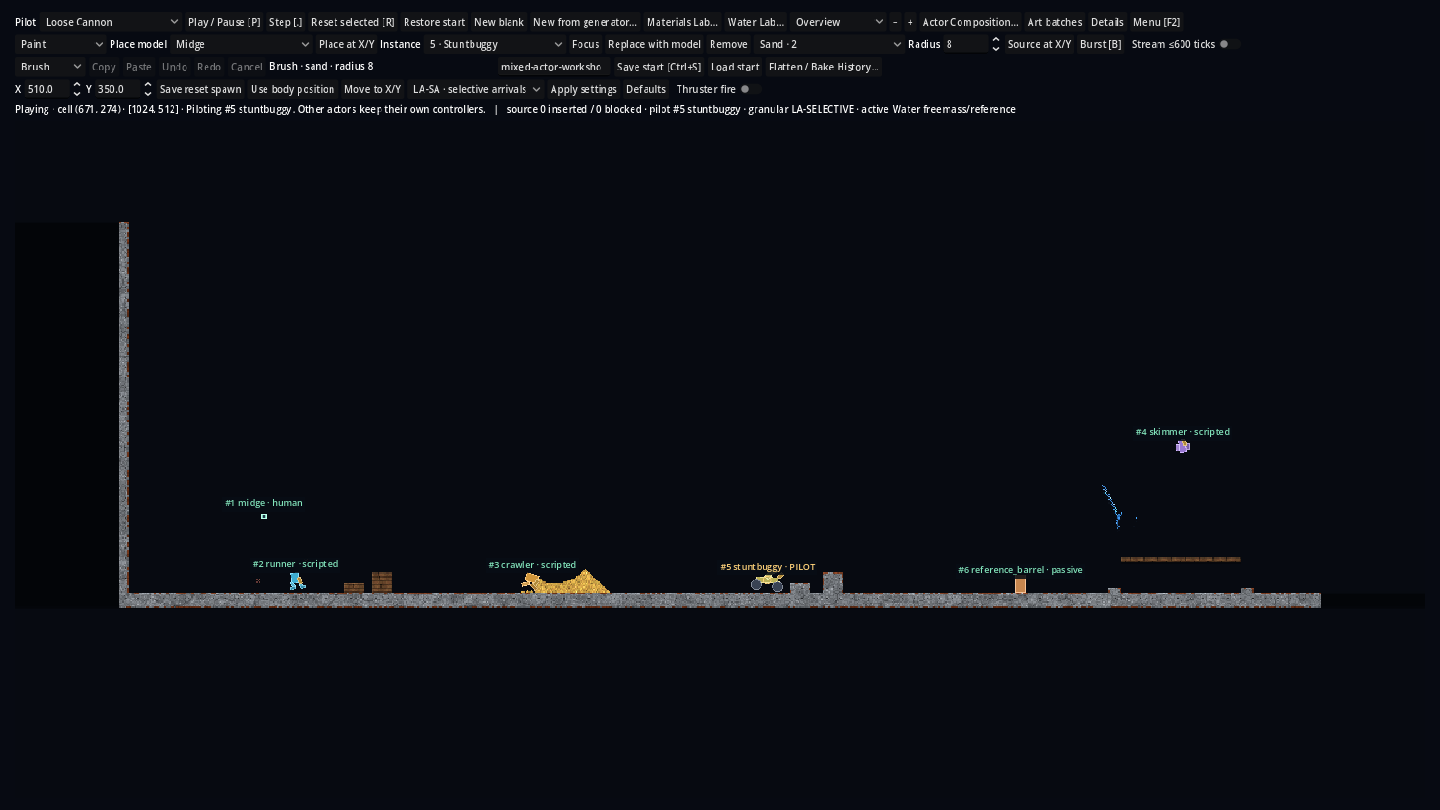 Pilot Loose Cannon Play / Pause [P] Step [.] Reset selected [R] Restore start New blank New from generator... Materials Lab... Water Lab... Overview - + Actor Composition... Art batches Details Menu [F2]
Paint Place model Midge Place at X/Y Instance 5 · Stuntbuggy Focus Replace with model Remove Sand · 2 Radius 8 Source at X/Y Burst [B] Stream ≤600 ticks
Brush Copy Paste Undo Redo Cancel Brush · sand · radius 8 mixed-actor-worksho Save start [Ctrl+S] Load start Flatten / Bake History...
X 510.0 Y 350.0 Save reset spawn Use body position Move to X/Y LA-SA · selective arrivals Apply settings Defaults Thruster fire
Playing · cell (671, 274) · [1024, 512] · Piloting #5 stuntbuggy. Other actors keep their own controllers. | source 0 inserted / 0 blocked · pilot #5 stuntbuggy · granular LA-SELECTIVE · active Water freemass/reference
#4 skimmer · scripted
#1 midge · human
#2 runner · scripted
#3 crawler · scripted
#5 stuntbuggy · PILOT
#6 reference_barrel · passive